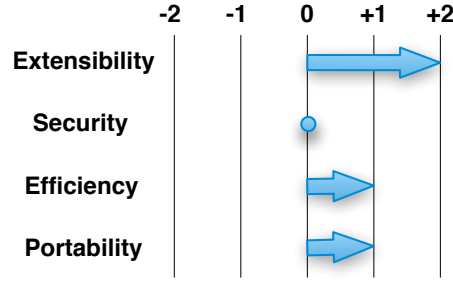 -2 -1 0 +1 +2
Extensibility
Security
Efficiency
Portability